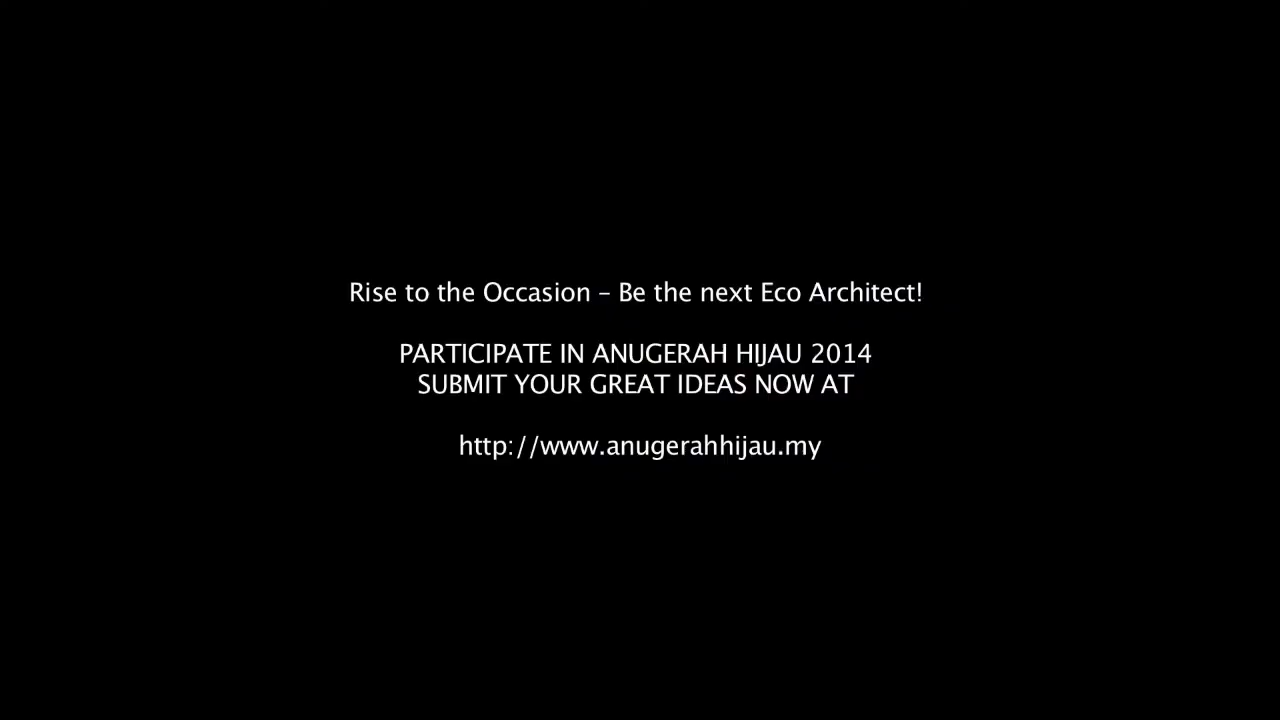 Rise to the Occasion – Be the next Eco Architect!
PARTICIPATE IN ANUGERAH HIJAU 2014
SUBMIT YOUR GREAT IDEAS NOW AT
http://www.anugerahhijau.my